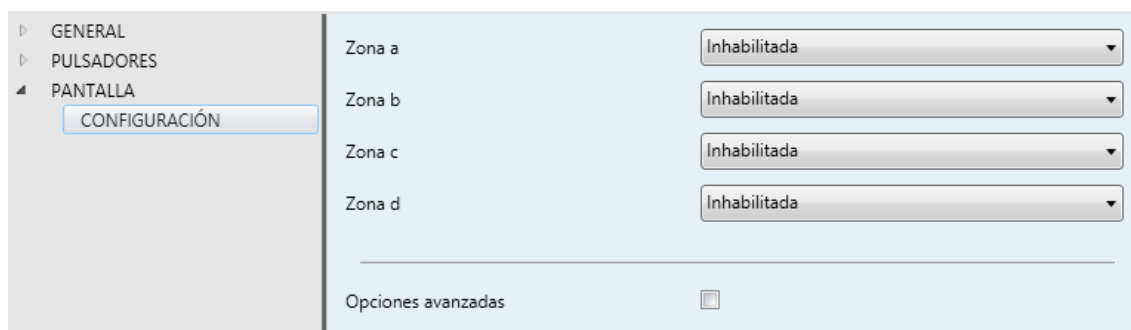 GENERAL
PULSADORES
PANTALLA
CONFIGURACIÓN
Zona a Inhabilitada
Zona b Inhabilitada
Zona c Inhabilitada
Zona d Inhabilitada
Opciones avanzadas